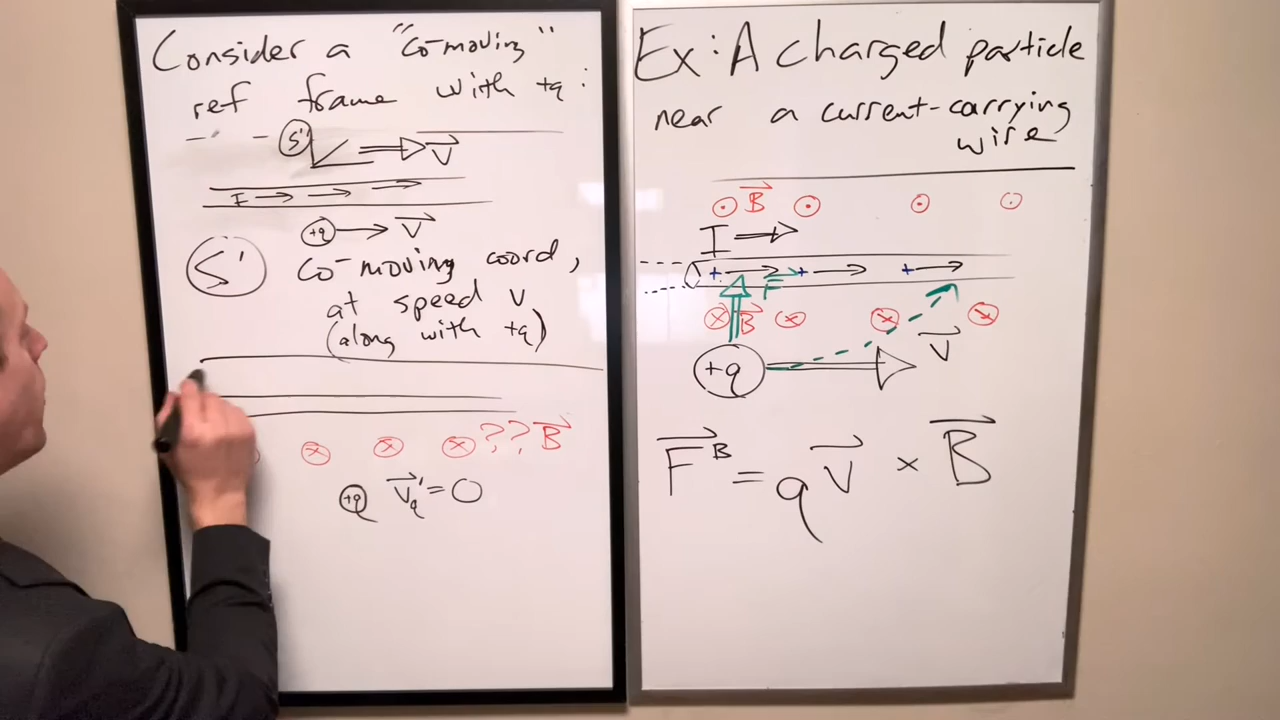 Consider a "co-moving"
ref frame with +q:
S' V
I
+q V
S' Co-moving coord,
at speed v
(along with +q)
?? B
+q V'q = 0
Ex: A charged particle
near a current-carrying
wire
B
I
+ + +
F
B
+q V
F^B = qV × B